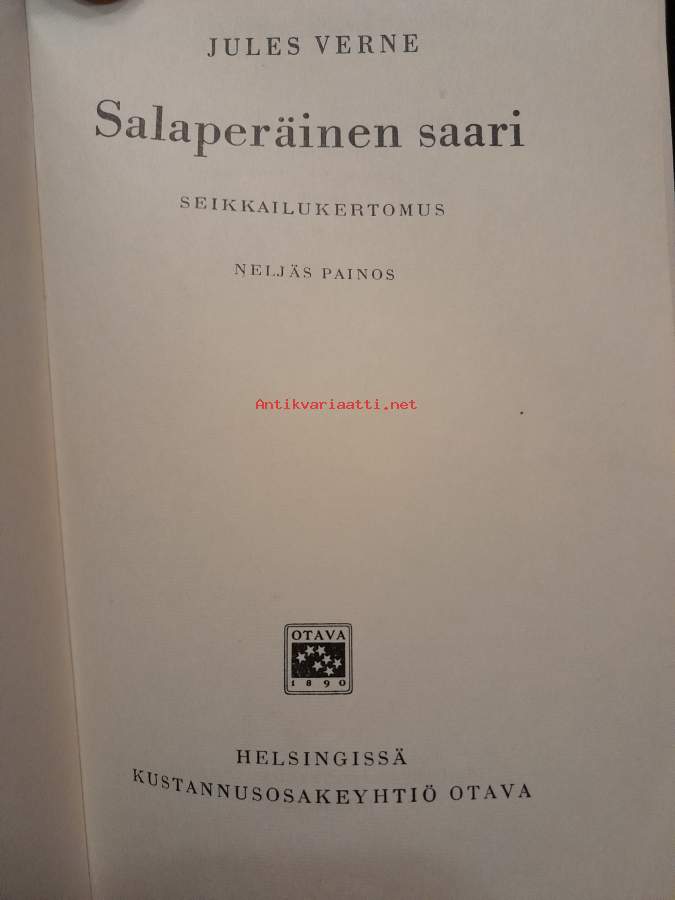 JULES VERNE
Salaperäinen saari
SEIKKAILUKERTOMUS
NELJÄS PAINOS
Antikvariaatti.net
OTAVA
1890
HELSINGISSÄ
KUSTANNUSOSAKEYHTIÖ OTAVA